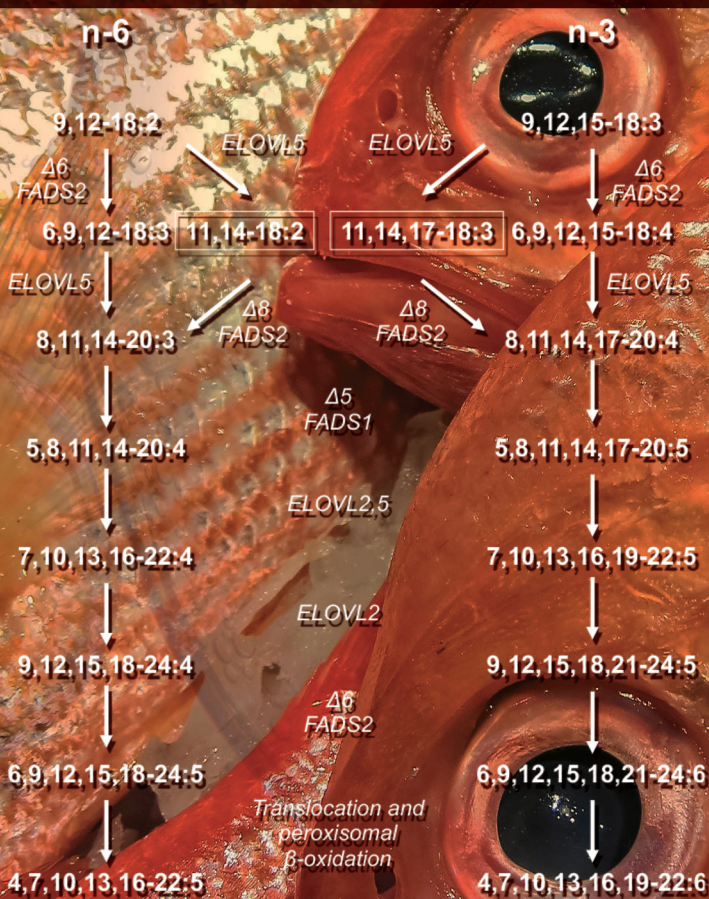 n-6
n-3
9,12-18:2
9,12,15-18:3
ELOVL5
ELOVL5
Δ6
FADS2
Δ6
FADS2
6,9,12-18:3
11,14-18:2
11,14,17-18:3
6,9,12,15-18:4
ELOVL5
ELOVL5
Δ8
FADS2
Δ8
FADS2
8,11,14-20:3
8,11,14,17-20:4
Δ5
FADS1
5,8,11,14-20:4
5,8,11,14,17-20:5
ELOVL2,5
7,10,13,16-22:4
7,10,13,16,19-22:5
ELOVL2
9,12,15,18-24:4
9,12,15,18,21-24:5
Δ6
FADS2
6,9,12,15,18-24:5
6,9,12,15,18,21-24:6
Translocation and
peroxisomal
β-oxidation
4,7,10,13,16-22:5
4,7,10,13,16,19-22:6